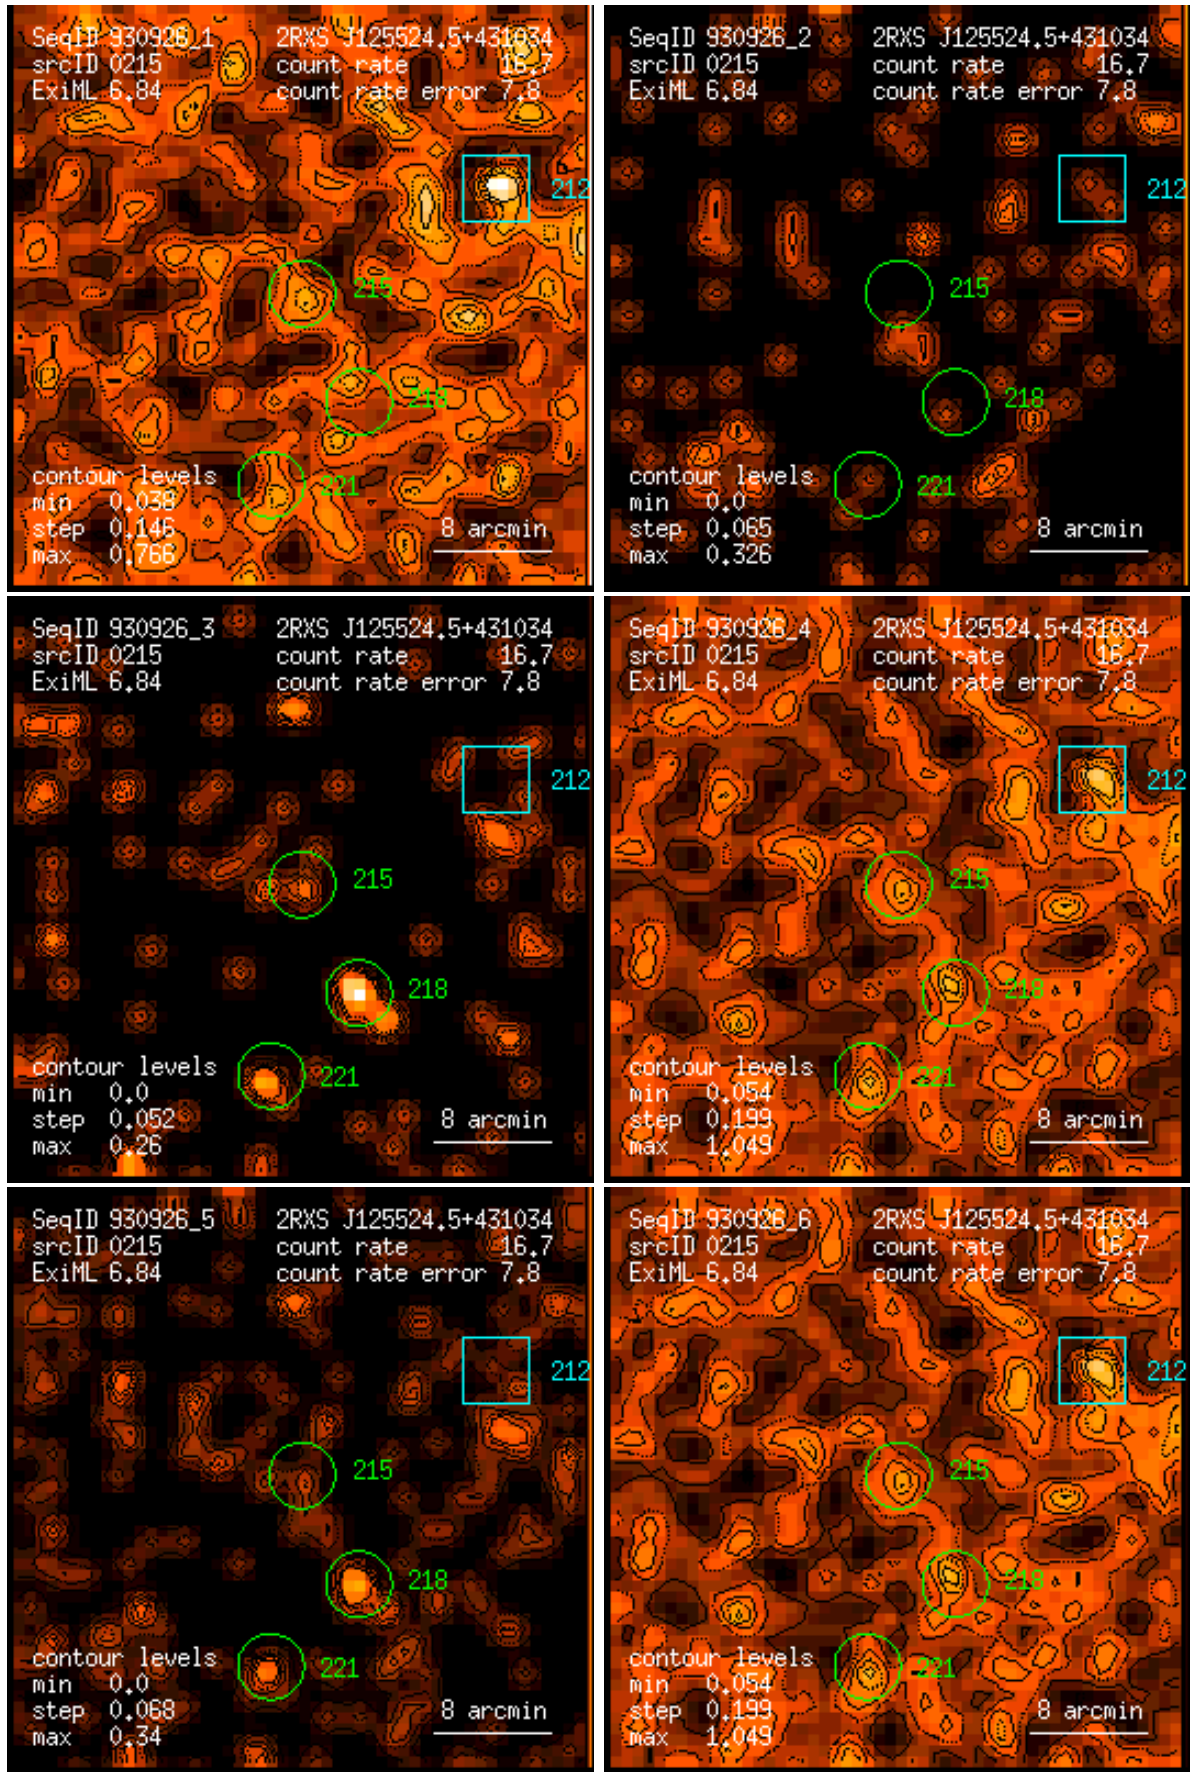 SeqID 930926_1 2RXS J125524.5+431034
srcID 0215 count rate 16.7
ExiML 6.84 count rate error 7.8
212
215
218
221
contour levels
min 0.038
step 0.146 8 arcmin
max 0.766
SeqID 930926_2 2RXS J125524.5+431034
srcID 0215 count rate 16.7
ExiML 6.84 count rate error 7.8
212
215
218
221
contour levels
min 0.0
step 0.065 8 arcmin
max 0.326
SeqID 930926_3 2RXS J125524.5+431034
srcID 0215 count rate 16.7
ExiML 6.84 count rate error 7.8
212
215
218
221
contour levels
min 0.0
step 0.052 8 arcmin
max 0.26
SeqID 930926_4 2RXS J125524.5+431034
srcID 0215 count rate 16.7
ExiML 6.84 count rate error 7.8
212
215
218
221
contour levels
min 0.054
step 0.199 8 arcmin
max 1.049
SeqID 930926_5 2RXS J125524.5+431034
srcID 0215 count rate 16.7
ExiML 6.84 count rate error 7.8
212
215
218
221
contour levels
min 0.0
step 0.068 8 arcmin
max 0.34
SeqID 930926_6 2RXS J125524.5+431034
srcID 0215 count rate 16.7
ExiML 6.84 count rate error 7.8
212
215
218
221
contour levels
min 0.054
step 0.199 8 arcmin
max 1.049